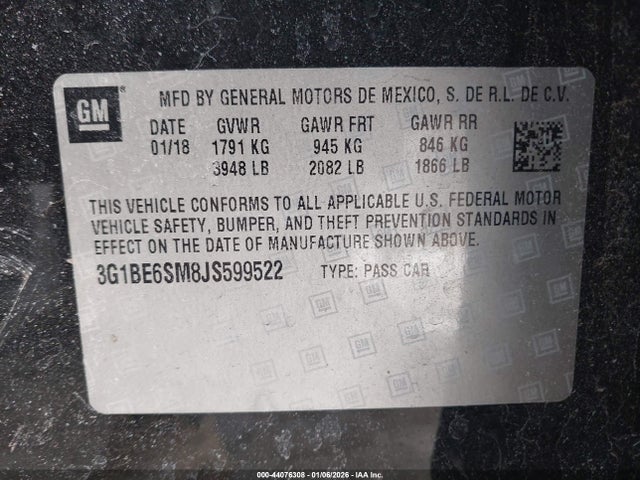 GM®
MFD BY GENERAL MOTORS DE MEXICO, S. DE R.L. DE C.V.
DATE GVWR GAWR FRT GAWR RR
01/18 1791 KG 945 KG 846 KG
3948 LB 2082 LB 1866 LB
THIS VEHICLE CONFORMS TO ALL APPLICABLE U.S. FEDERAL MOTOR
VEHICLE SAFETY, BUMPER, AND THEFT PREVENTION STANDARDS IN
EFFECT ON THE DATE OF MANUFACTURE SHOWN ABOVE.
3G1BE6SM8JS599522 TYPE: PASS CAR
000-44076308 - 01/06/2026 - IAA Inc.